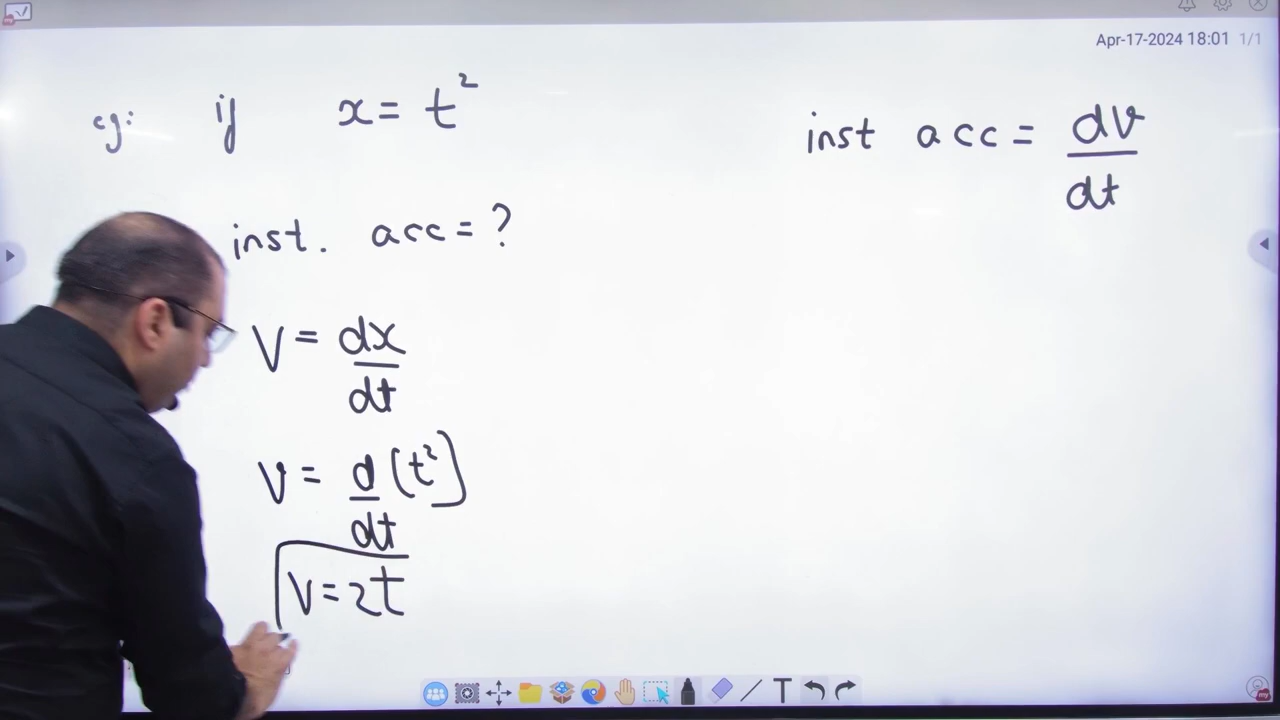 Apr-17-2024 18:01 1/1
eg: if x = t²
inst. acc = ?
V = dx/dt
V = d/dt (t²)
V = 2t
inst acc = dv/dt
T
my